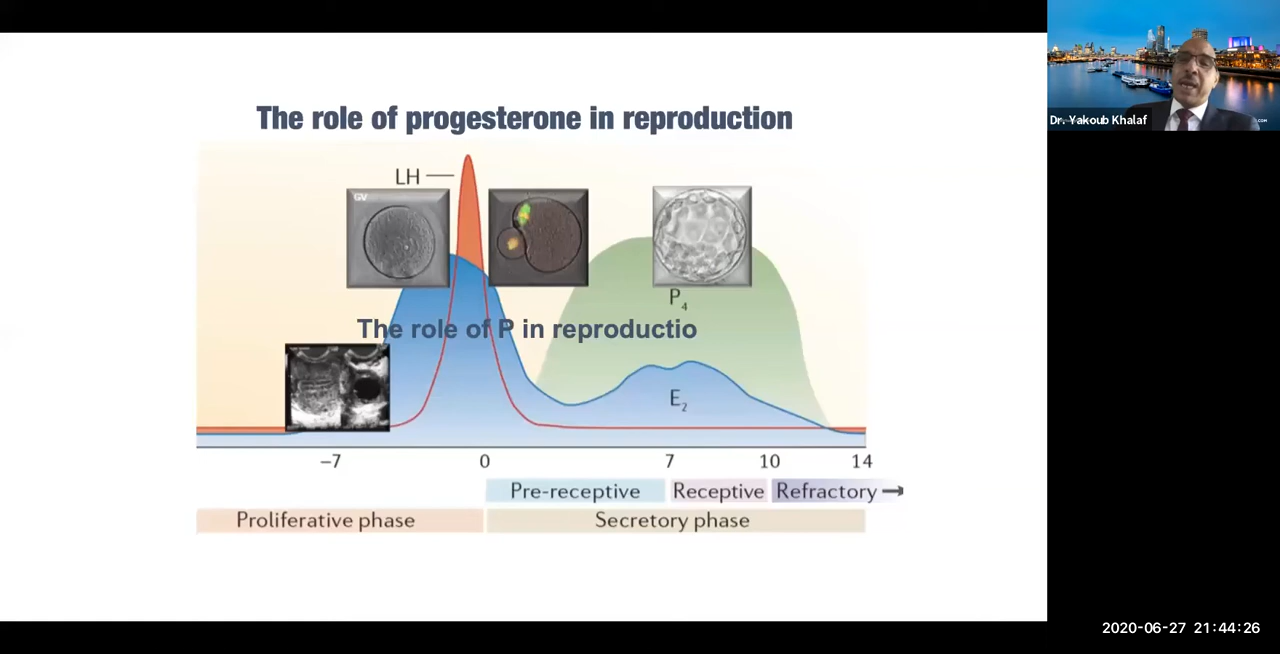 The role of progesterone in reproduction
LH
GV
P4
The role of P in reproductio
E2
−7 0 7 10 14
Pre-receptive Receptive Refractory
Proliferative phase Secretory phase
Dr. Yakoub Khalaf
.COM
2020-06-27 21:44:26